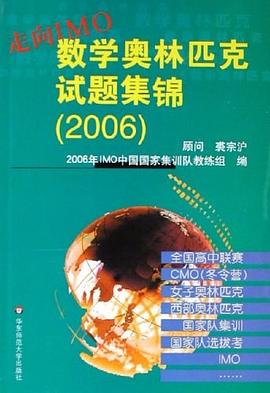 走向IMO
数学奥林匹克
试题集锦
(2006)
顾问 裘宗沪
2006年IMO中国国家集训队教练组 编
全国高中联赛
CMO(冬令营)
女子奥林匹克
西部奥林匹克
国家队集训
国家队选拔考
IMO
……
华东师范大学出版社